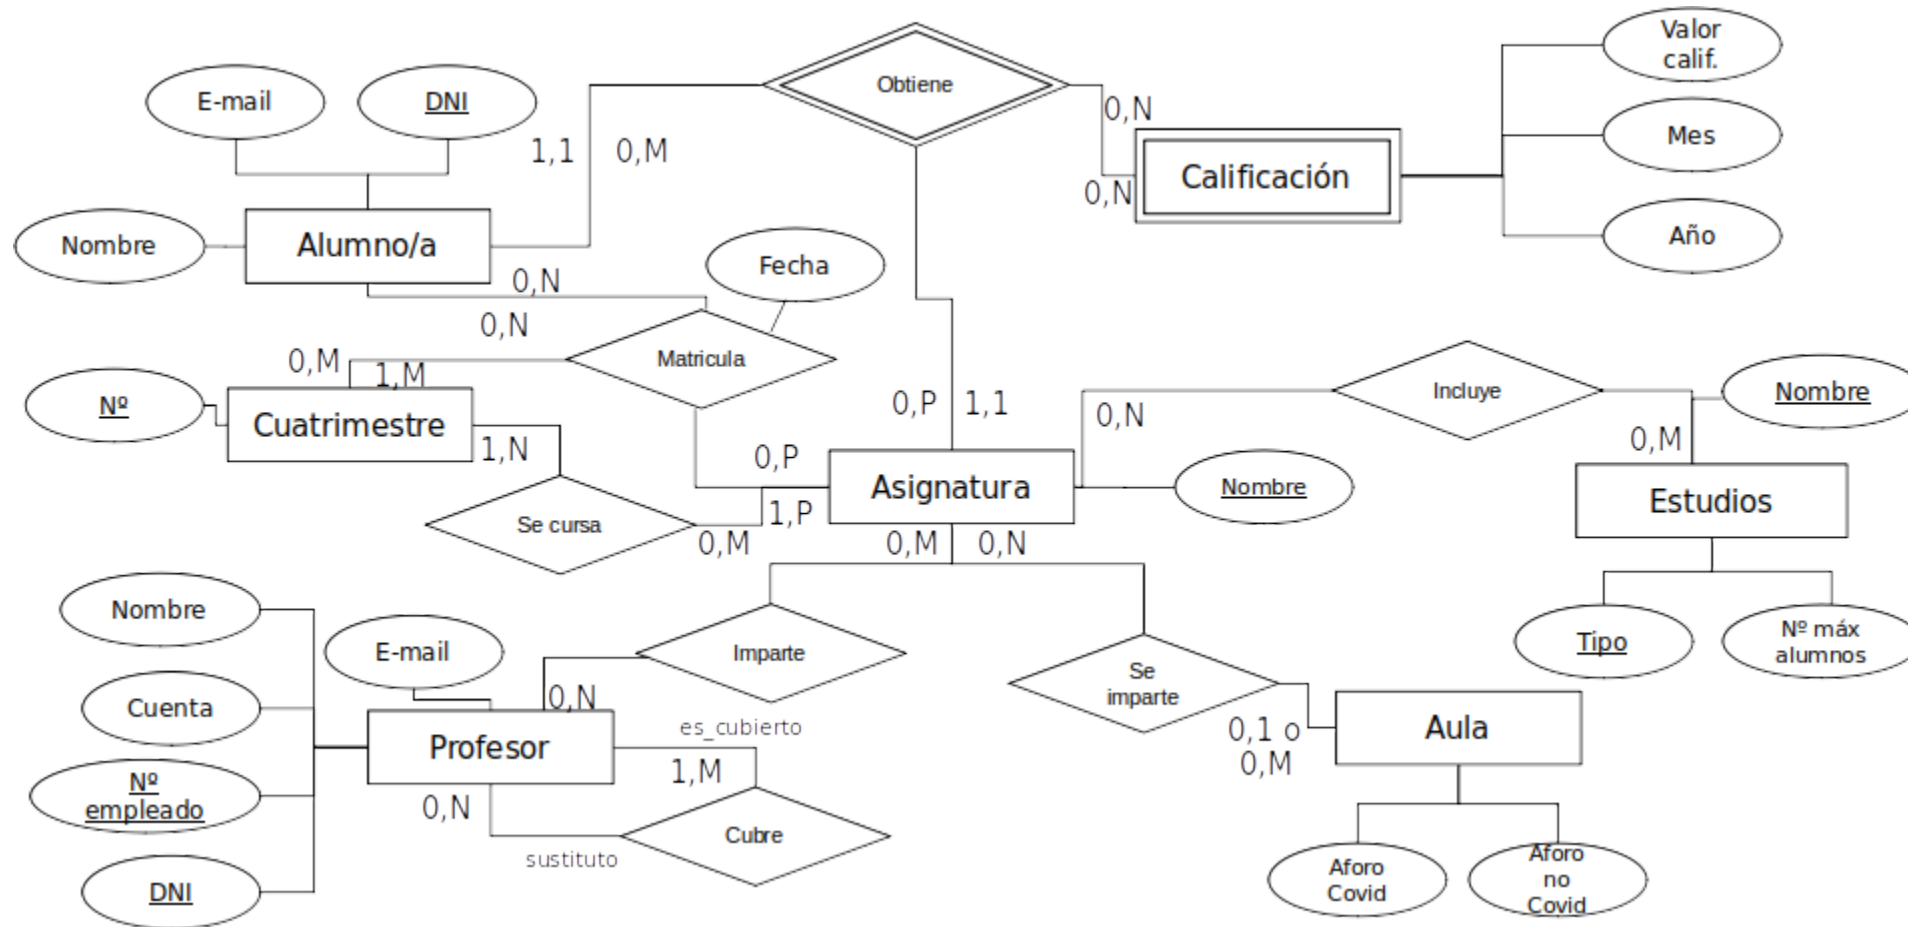 Valor
calif.
Obtiene
E-mail
DNI
0,N
Mes
1,1
0,M
Calificación
0,N
Año
Nombre
Alumno/a
Fecha
0,N
0,N
Matricula
0,M
1,M
Nº
Cuatrimestre
0,P
1,1
0,N
Incluye
Nombre
0,M
1,N
0,P
Asignatura
Nombre
Estudios
1,P
Se cursa
0,M
0,M
0,N
Nombre
E-mail
Imparte
Se
imparte
Tipo
Nº máx
alumnos
Cuenta
0,N
es_cubierto
Profesor
0,1 o
0,M
Aula
1,M
Nº
empleado
0,N
Cubre
sustituto
DNI
Aforo
Covid
Aforo
no
Covid